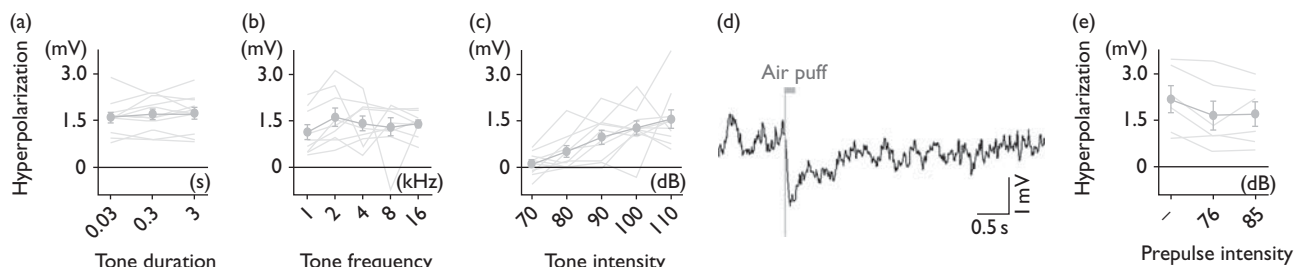 (a)
(mV)
Hyperpolarization
3.0
1.5
0
(s)
0.03
0.3
3
Tone duration
(b)
(mV)
3.0
1.5
0
(kHz)
1
2
4
8
16
Tone frequency
(c)
(mV)
3.0
1.5
0
(dB)
70
80
90
100
110
Tone intensity
(d)
Air puff
1 mV
0.5 s
(e)
(mV)
Hyperpolarization
3.0
1.5
0
(dB)
–
76
85
Prepulse intensity